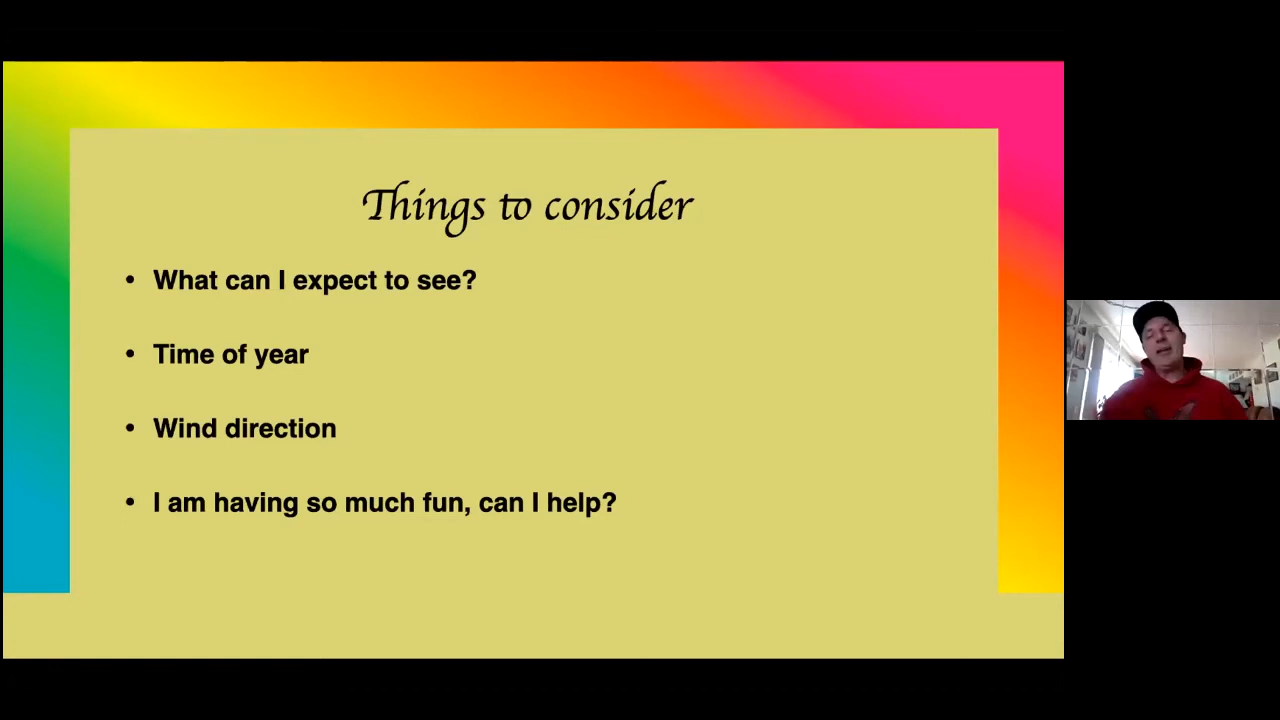 Things to consider
• What can I expect to see?
• Time of year
• Wind direction
• I am having so much fun, can I help?